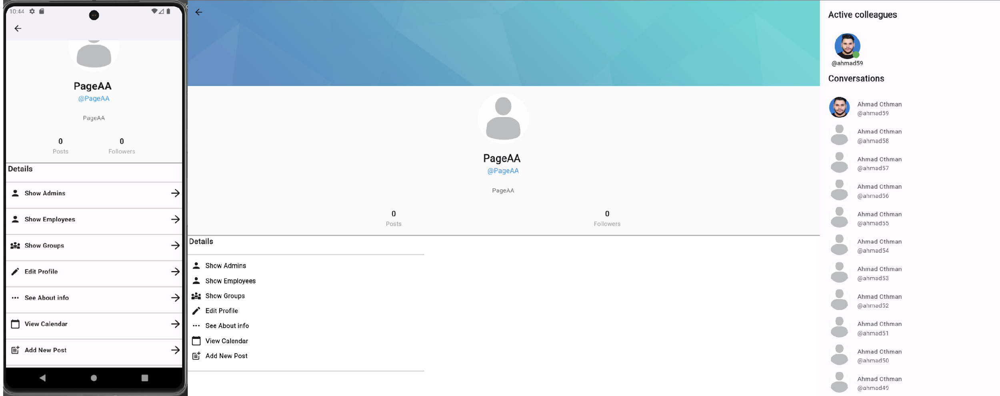 10:44
PageAA
@PageAA
PageAA
0 0
Posts Followers
Details
Show Admins
Show Employees
Show Groups
Edit Profile
See About info
View Calendar
Add New Post
PageAA
@PageAA
PageAA
0 0
Posts Followers
Details
Show Admins
Show Employees
Show Groups
Edit Profile
See About info
View Calendar
Add New Post
Active colleagues
@ahmad59
Conversations
Ahmad Othman
@ahmad59
Ahmad Othman
@ahmad58
Ahmad Othman
@ahmad57
Ahmad Othman
@ahmad56
Ahmad Othman
@ahmad55
Ahmad Othman
@ahmad54
Ahmad Othman
@ahmad53
Ahmad Othman
@ahmad52
Ahmad Othman
@ahmad51
Ahmad Othman
@ahmad50
Ahmad Othman
@ahmad49